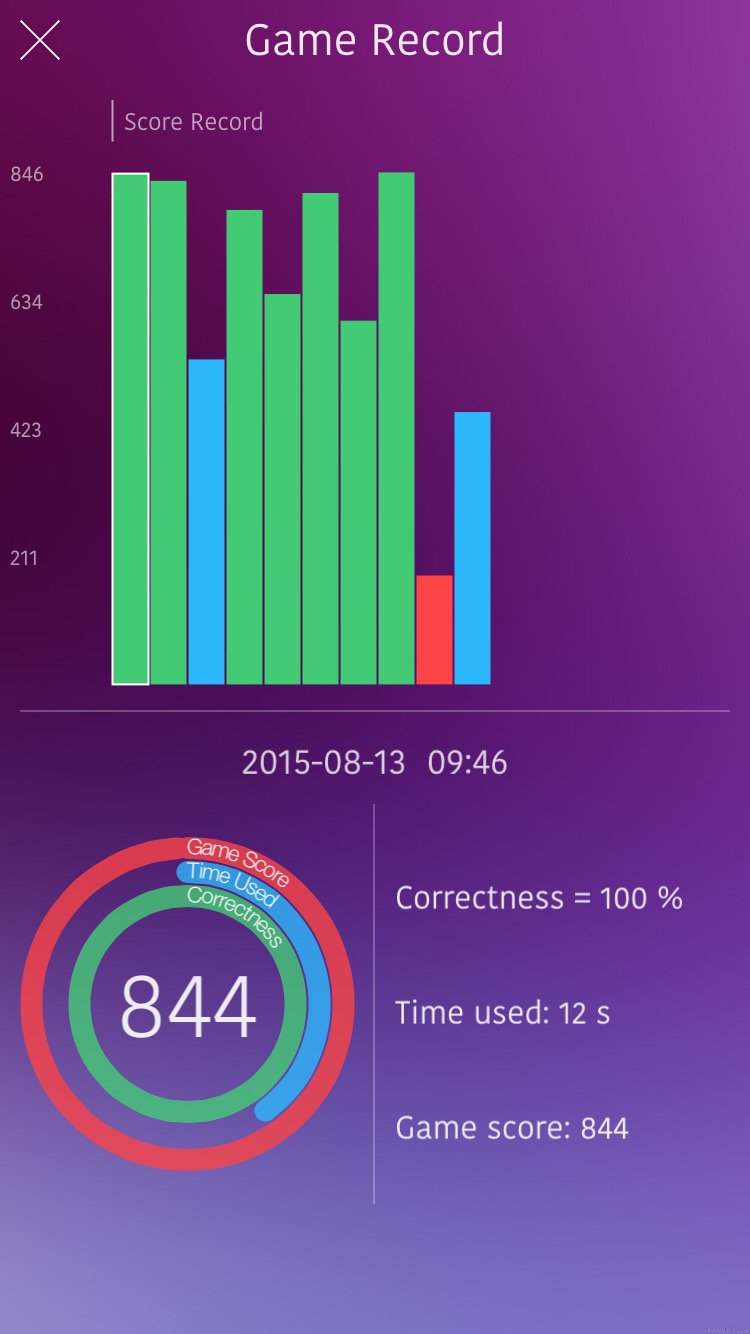 Game Record
Score Record
846
634
423
211
2015-08-13 09:46
Game Score
Time Used
Correctness
844
Correctness = 100 %
Time used: 12 s
Game score: 844